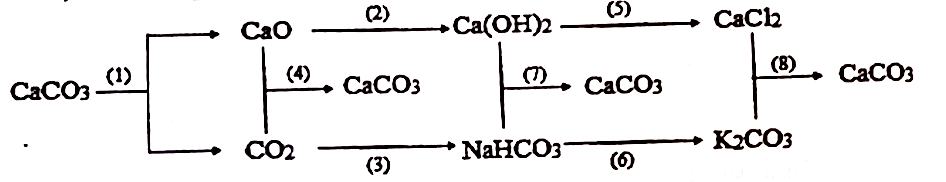 (2) (5)
CaO Ca(OH)2 CaCl2
(1) (4) (7) (8)
CaCO3 CaCO3 CaCO3 CaCO3
CO2 NaHCO3 K2CO3
(3) (6)